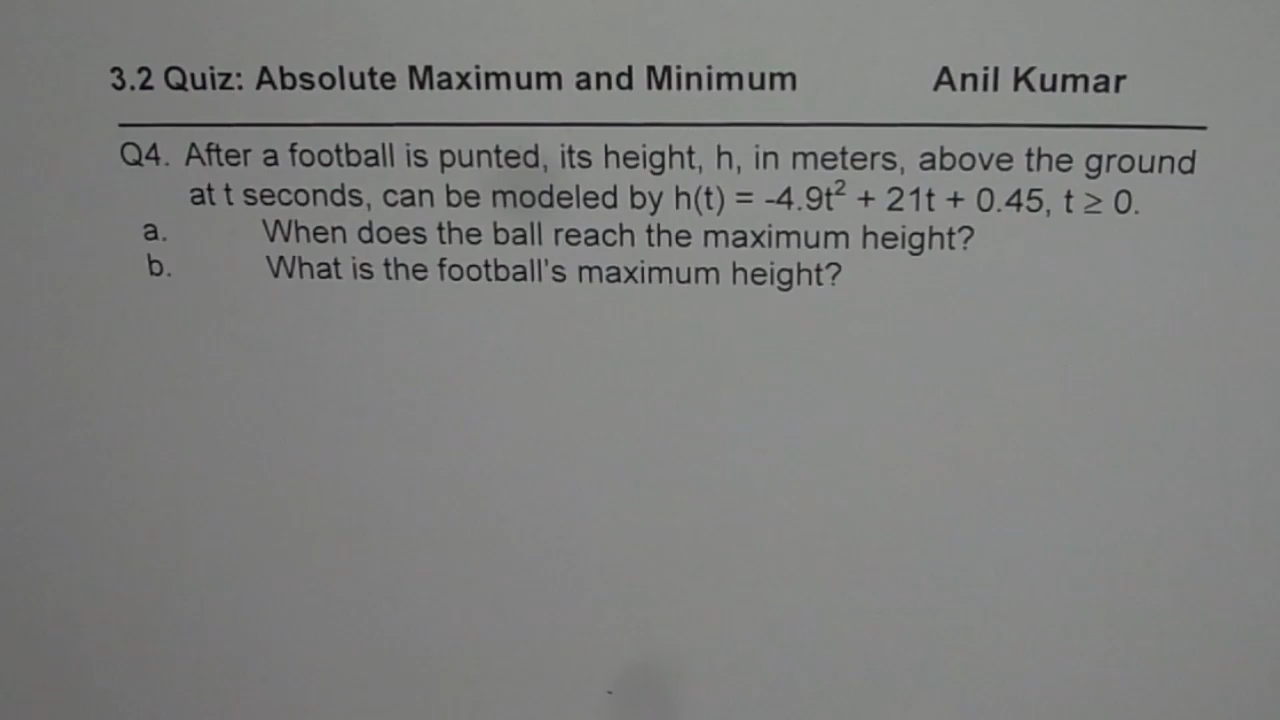 3.2 Quiz: Absolute Maximum and Minimum Anil Kumar
Q4. After a football is punted, its height, h, in meters, above the ground
at t seconds, can be modeled by h(t) = -4.9t² + 21t + 0.45, t ≥ 0.
a. When does the ball reach the maximum height?
b. What is the football's maximum height?